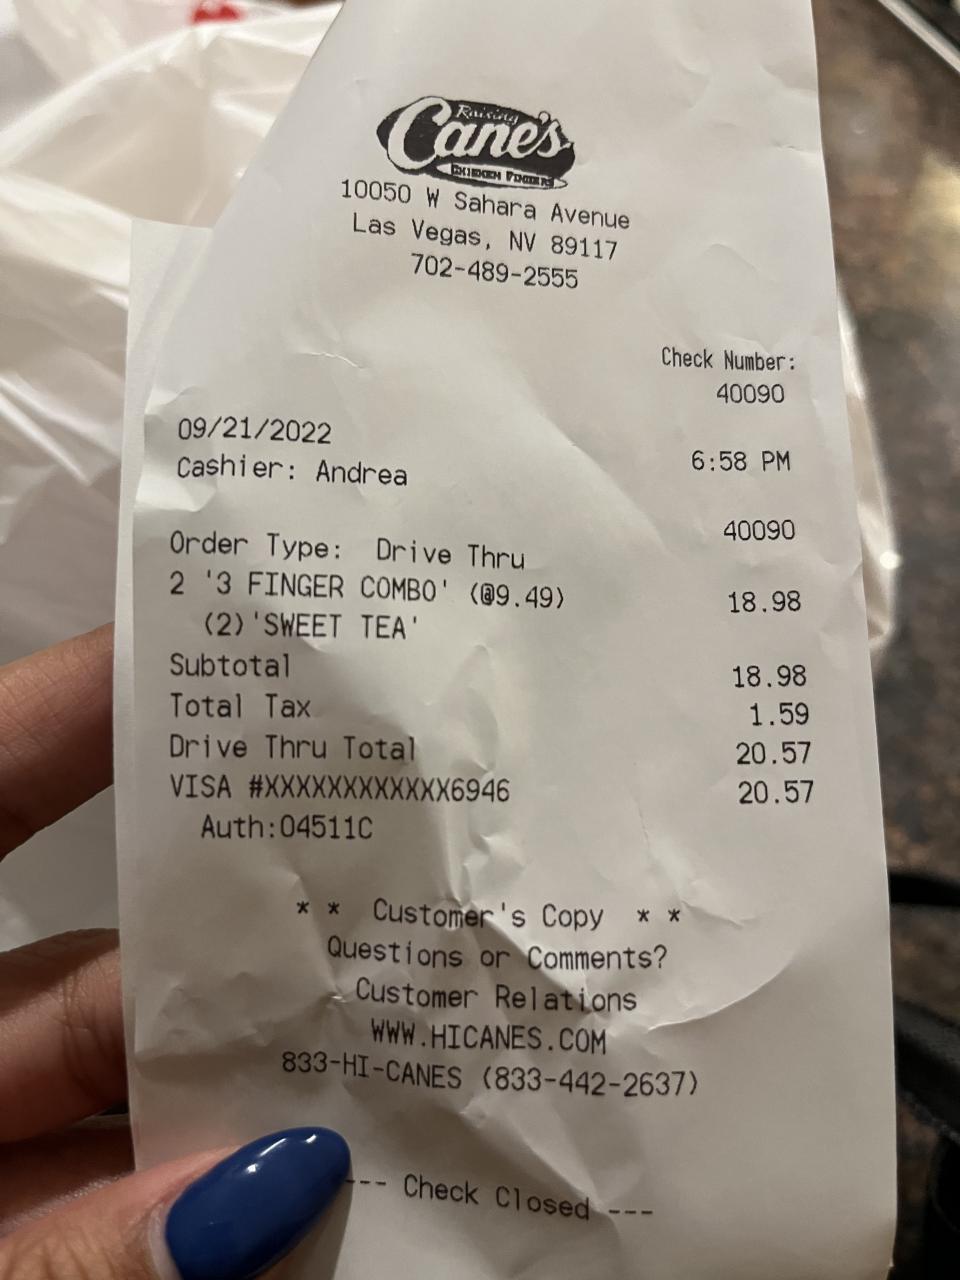 Raising
Cane's
CHICKEN FINGERS
10050 W Sahara Avenue
Las Vegas, NV 89117
702-489-2555
Check Number:
40090
09/21/2022
6:58 PM
Cashier: Andrea
40090
Order Type: Drive Thru
2 '3 FINGER COMBO' (@9.49) 18.98
(2)'SWEET TEA'
Subtotal 18.98
Total Tax 1.59
Drive Thru Total 20.57
VISA #XXXXXXXXXXXX6946 20.57
Auth:04511C
* * Customer's Copy * *
Questions or Comments?
Customer Relations
WWW.HICANES.COM
833-HI-CANES (833-442-2637)
--- Check Closed ---